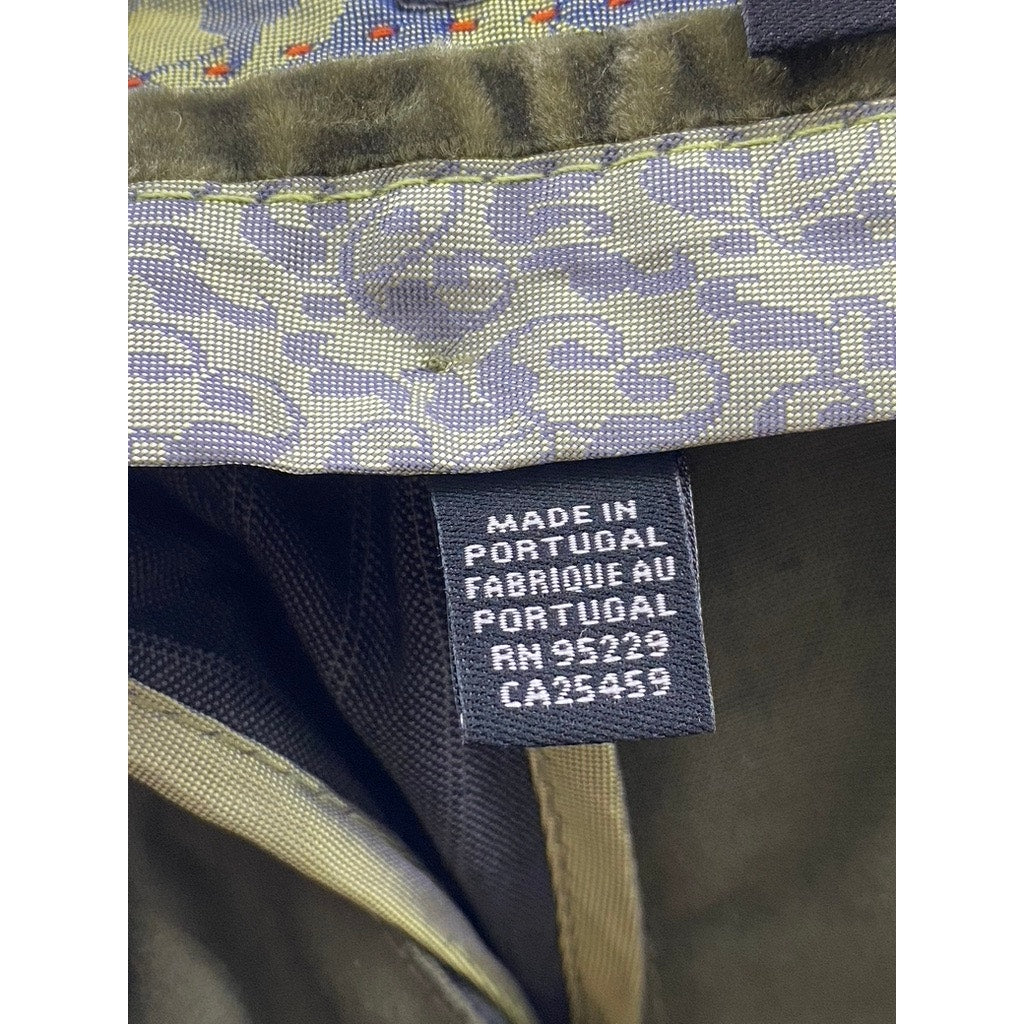 MADE IN
PORTUGAL
FABRIQUE AU
PORTUGAL
RN 95229
CA25459